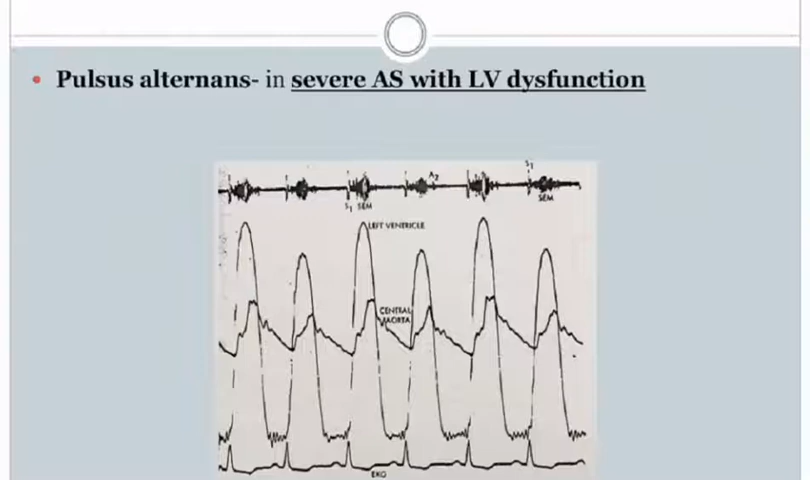 Pulsus alternans- in severe AS with LV dysfunction
S1
A2
S1 SEM
SEM
LEFT VENTRICLE
CENTRAL
AORTA
EKG